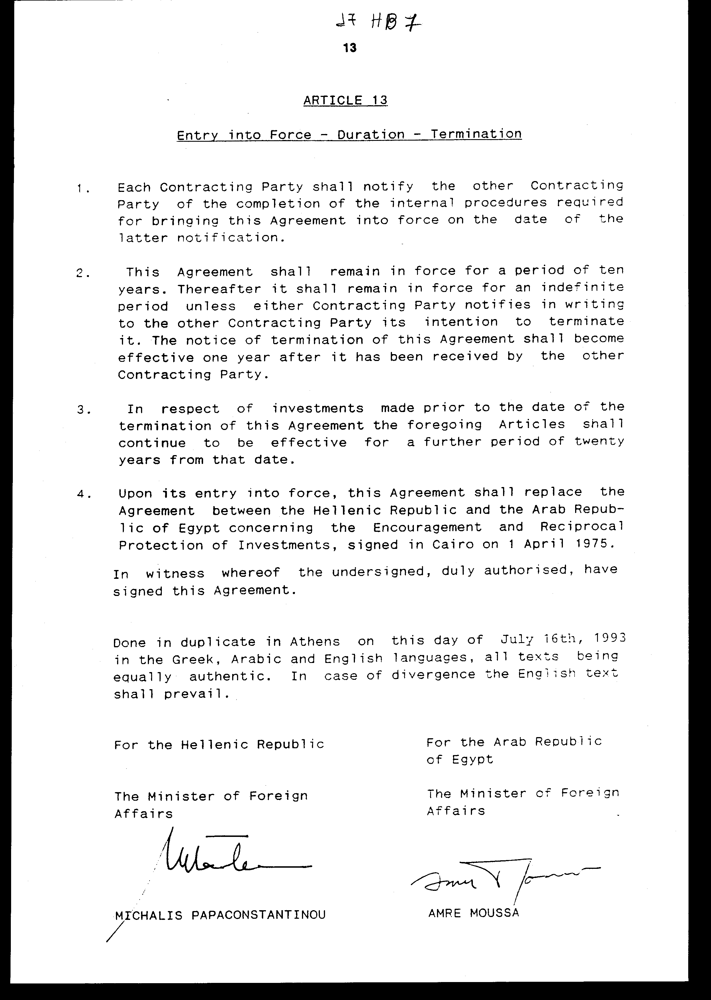 17 HB 7
13
ARTICLE 13
Entry into Force - Duration - Termination
1. Each Contracting Party shall notify the other Contracting
Party of the completion of the internal procedures required
for bringing this Agreement into force on the date of the
latter notification.
2. This Agreement shall remain in force for a period of ten
years. Thereafter it shall remain in force for an indefinite
period unless either Contracting Party notifies in writing
to the other Contracting Party its intention to terminate
it. The notice of termination of this Agreement shall become
effective one year after it has been received by the other
Contracting Party.
3. In respect of investments made prior to the date of the
termination of this Agreement the foregoing Articles shall
continue to be effective for a further period of twenty
years from that date.
4. Upon its entry into force, this Agreement shall replace the
Agreement between the Hellenic Republic and the Arab Repub-
lic of Egypt concerning the Encouragement and Reciprocal
Protection of Investments, signed in Cairo on 1 April 1975.
In witness whereof the undersigned, duly authorised, have
signed this Agreement.
Done in duplicate in Athens on this day of July 16th, 1993
in the Greek, Arabic and English languages, all texts being
equally authentic. In case of divergence the English text
shall prevail.
For the Hellenic Republic
The Minister of Foreign
Affairs
MICHALIS PAPACONSTANTINOU
For the Arab Republic
of Egypt
The Minister of Foreign
Affairs
AMRE MOUSSA